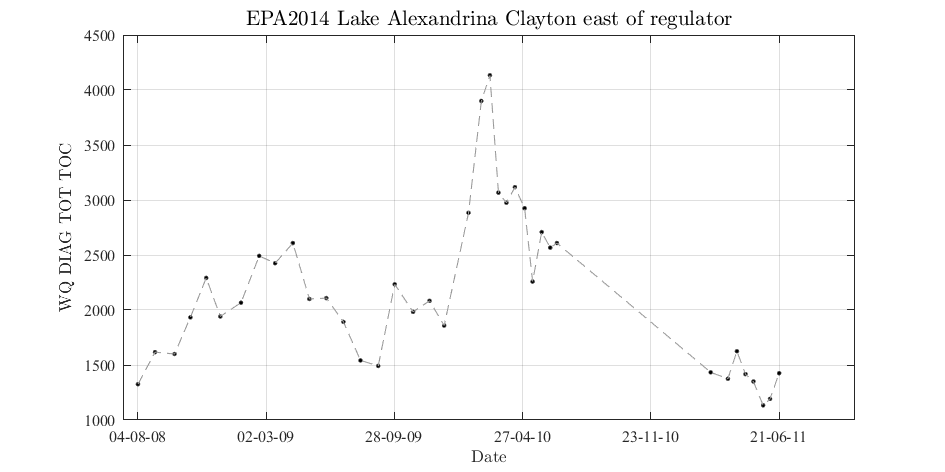 EPA2014 Lake Alexandrina Clayton east of regulator
4500
4000
3500
3000
2500
2000
1500
1000
WQ DIAG TOT TOC
04-08-08 02-03-09 28-09-09 27-04-10 23-11-10 21-06-11
Date